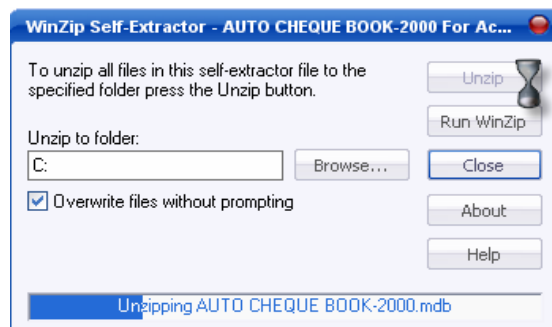 WinZip Self-Extractor - AUTO CHEQUE BOOK-2000 For Ac...
To unzip all files in this self-extractor file to the
specified folder press the Unzip button.
Unzip
Run WinZip
Unzip to folder:
C:
Browse...
Close
Overwrite files without prompting
About
Help
Unzipping AUTO CHEQUE BOOK-2000.mdb